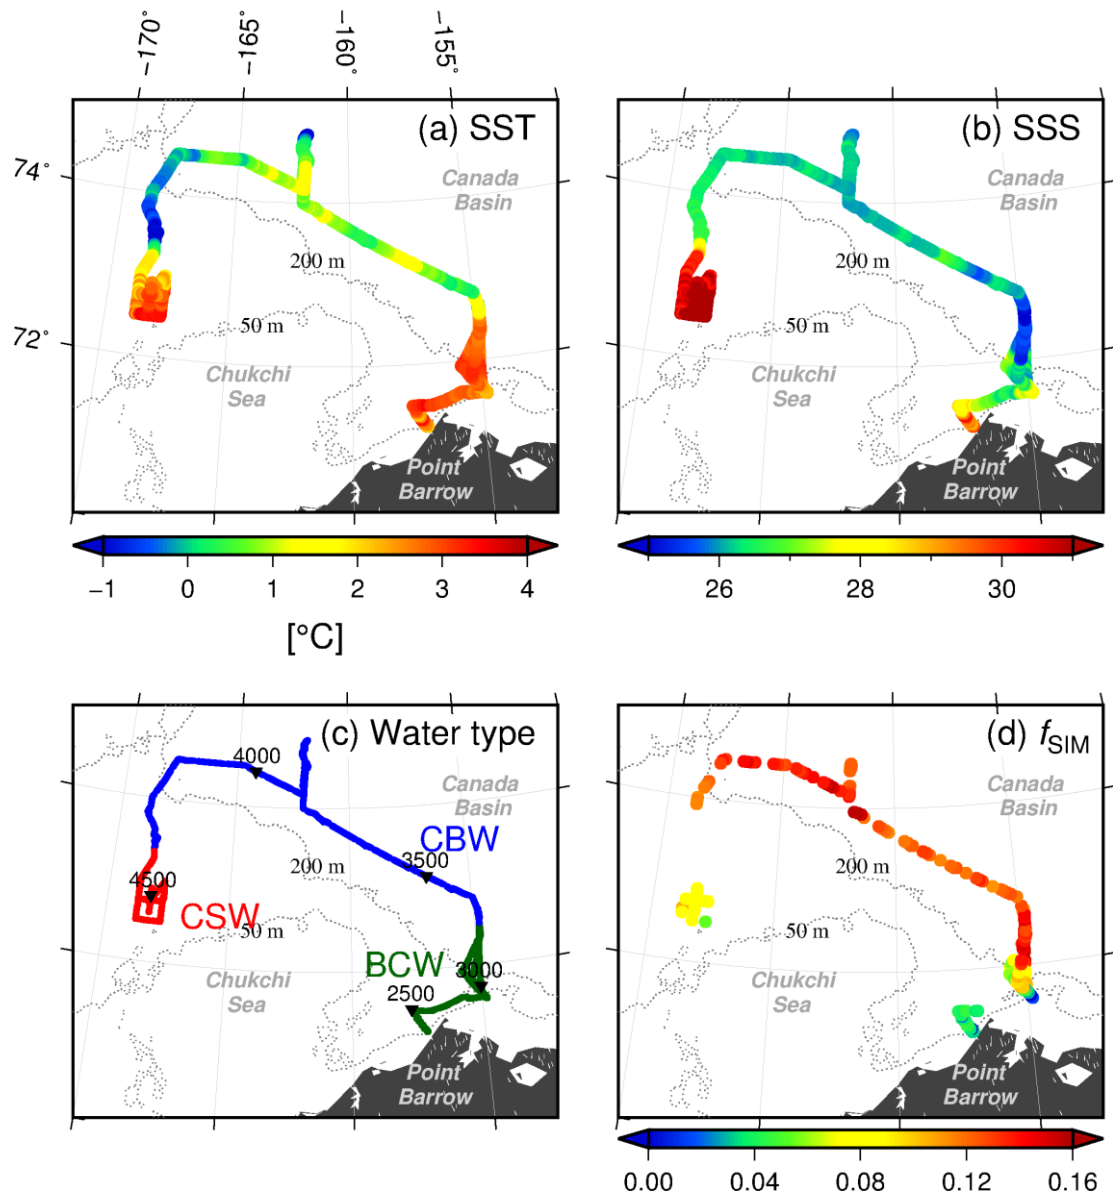 −170°
−165°
−160°
−155°
(a) SST
74°
Canada
Basin
200 m
72°
50 m
Chukchi
Sea
Point
Barrow
−1 0 1 2 3 4
[°C]
(b) SSS
Canada
Basin
200 m
50 m
Chukchi
Sea
Point
Barrow
26 28 30
(c) Water type
4000
Canada
Basin
CBW
3500
200 m
4500
CSW
50 m
BCW
3000
Chukchi
Sea
2500
Point
Barrow
(d) fSIM
Canada
Basin
200 m
50 m
Chukchi
Sea
Point
Barrow
0.00 0.04 0.08 0.12 0.16